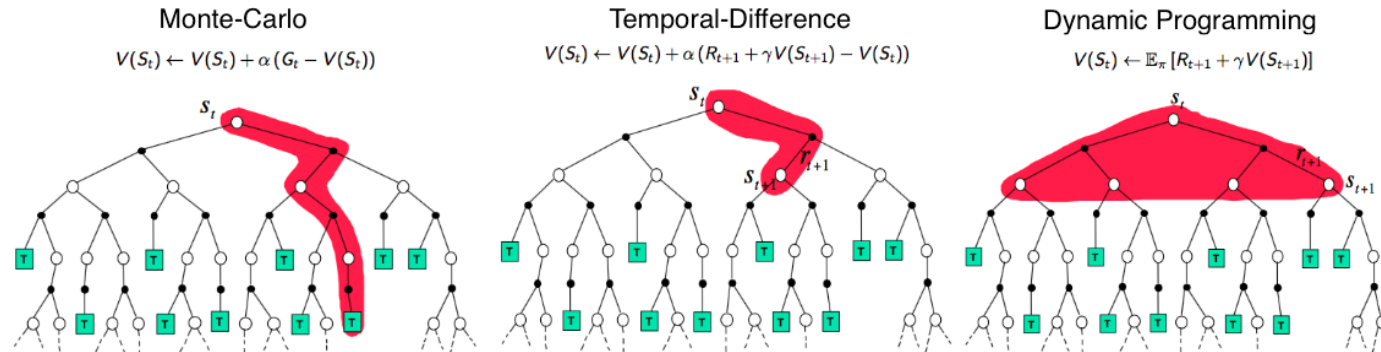 Monte-Carlo
V(S_t) ← V(S_t) + α (G_t − V(S_t))
s_t
T
T
T
T
T
T
T
T
T
T
Temporal-Difference
V(S_t) ← V(S_t) + α (R_{t+1} + γV(S_{t+1}) − V(S_t))
s_t
r_{t+1}
s_{t+1}
T
T
T
T
T
T
T
T
T
Dynamic Programming
V(S_t) ← 𝔼_π [R_{t+1} + γV(S_{t+1})]
s_t
r_{t+1}
s_{t+1}
T
T
T
T
T
T
T
T
T
T